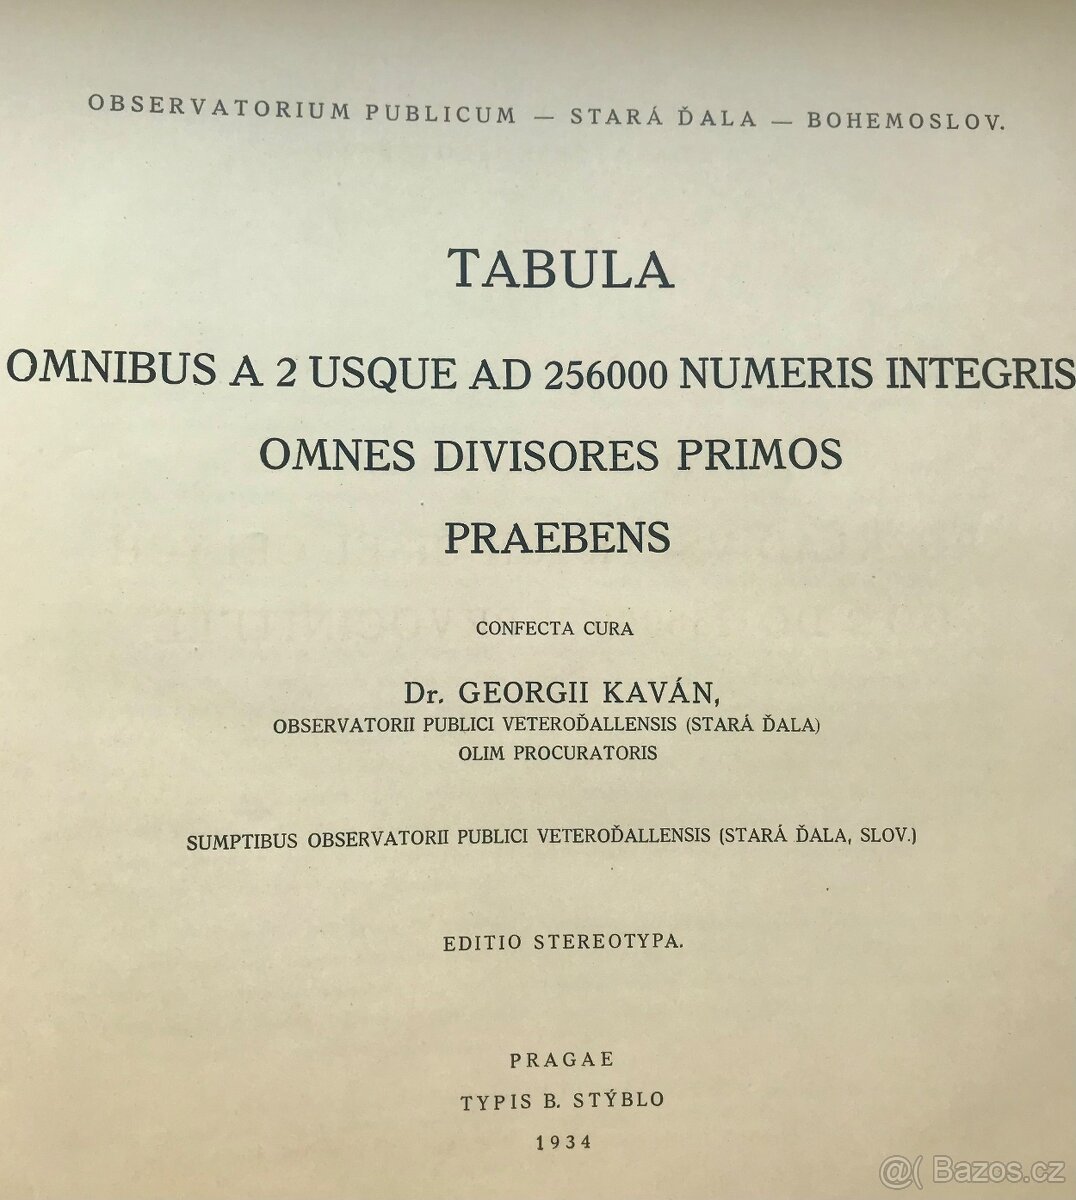 OBSERVATORIUM PUBLICUM — STARÁ ĎALA — BOHEMOSLOV.
TABULA
OMNIBUS A 2 USQUE AD 256000 NUMERIS INTEGRIS
OMNES DIVISORES PRIMOS
PRAEBENS
CONFECTA CURA
Dr. GEORGII KAVÁN,
OBSERVATORII PUBLICI VETEROĎALLENSIS (STARÁ ĎALA)
OLIM PROCURATORIS
SUMPTIBUS OBSERVATORII PUBLICI VETEROĎALLENSIS (STARÁ ĎALA, SLOV.)
EDITIO STEREOTYPA.
PRAGAE
TYPIS B. STÝBLO
1934
@( Bazos.cz